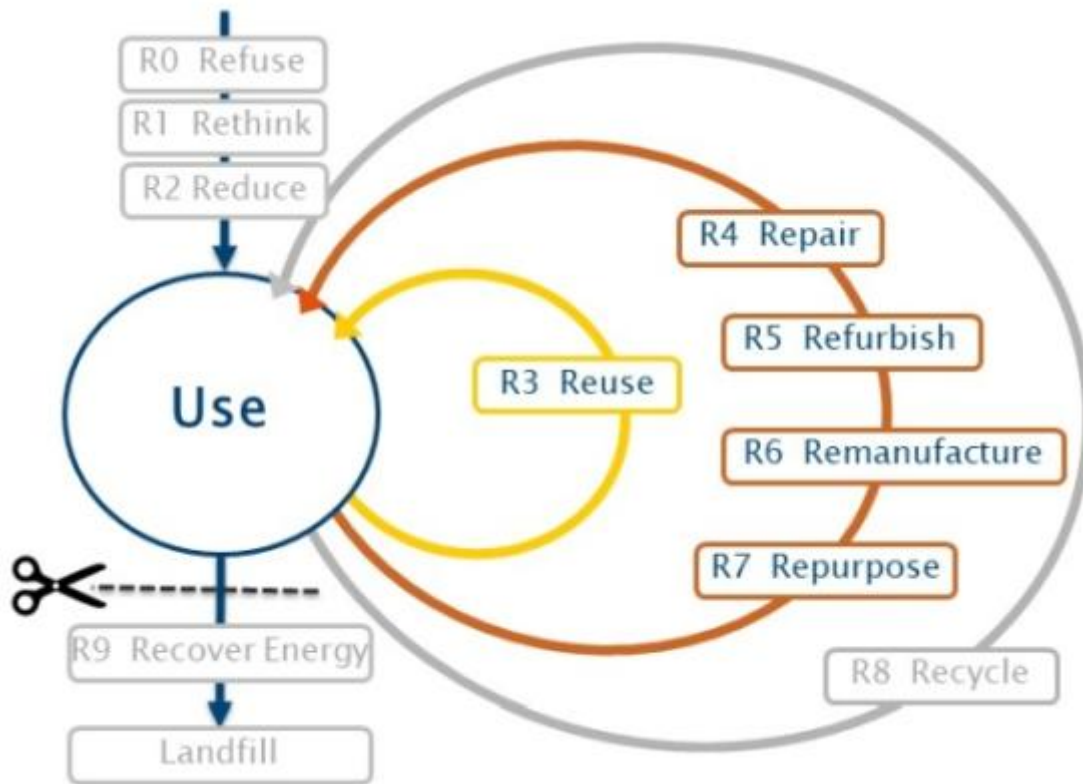 R0 Refuse
R1 Rethink
R2 Reduce
R4 Repair
R5 Refurbish
R3 Reuse
Use
R6 Remanufacture
R7 Repurpose
R9 Recover Energy
R8 Recycle
Landfill